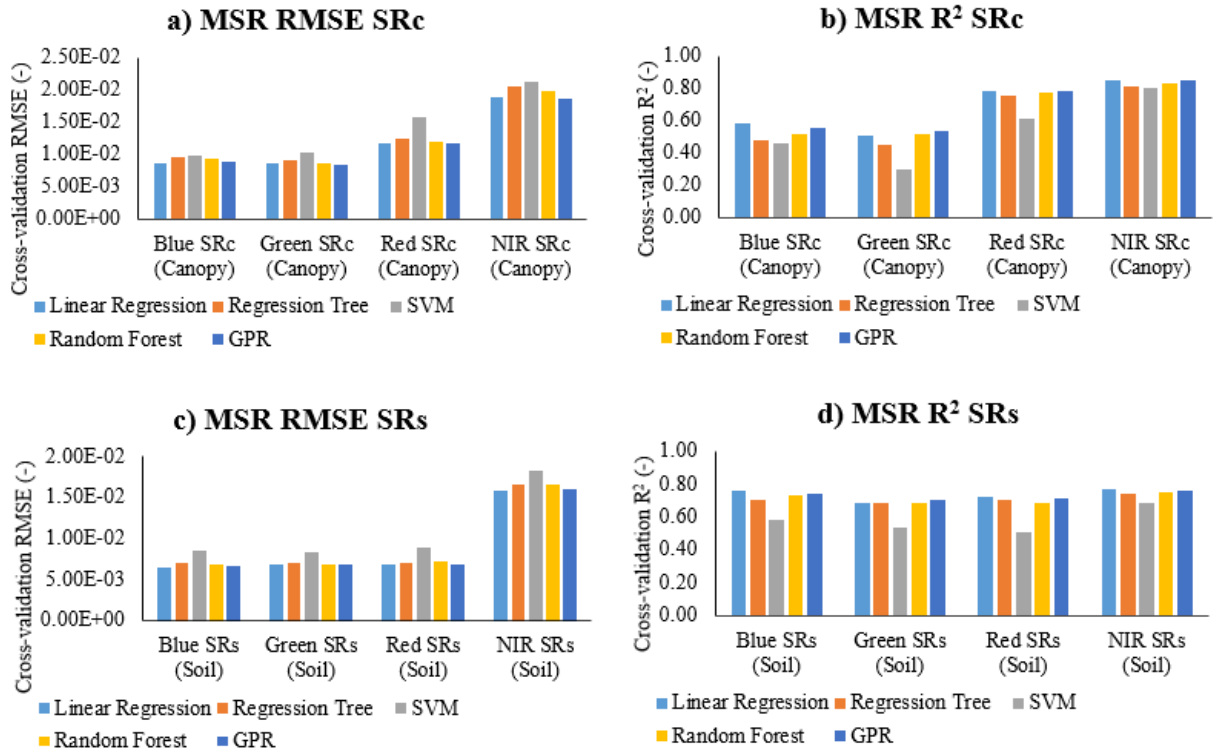 a) MSR RMSE SRc
Cross-validation RMSE (-)
2.50E-02
2.00E-02
1.50E-02
1.00E-02
5.00E-03
0.00E+00
Blue SRc Green SRc Red SRc NIR SRc
(Canopy) (Canopy) (Canopy) (Canopy)
Linear Regression Regression Tree SVM
Random Forest GPR
b) MSR R² SRc
Cross-validation R² (-)
1.00
0.80
0.60
0.40
0.20
0.00
Blue SRc Green SRc Red SRc NIR SRc
(Canopy) (Canopy) (Canopy) (Canopy)
Linear Regression Regression Tree SVM
Random Forest GPR
c) MSR RMSE SRs
Cross-validation RMSE (-)
2.00E-02
1.50E-02
1.00E-02
5.00E-03
0.00E+00
Blue SRs Green SRs Red SRs NIR SRs
(Soil) (Soil) (Soil) (Soil)
Linear Regression Regression Tree SVM
Random Forest GPR
d) MSR R² SRs
Cross-validation R² (-)
1.00
0.80
0.60
0.40
0.20
0.00
Blue SRs Green SRs Red SRs NIR SRs
(Soil) (Soil) (Soil) (Soil)
Linear Regression Regression Tree SVM
Random Forest GPR